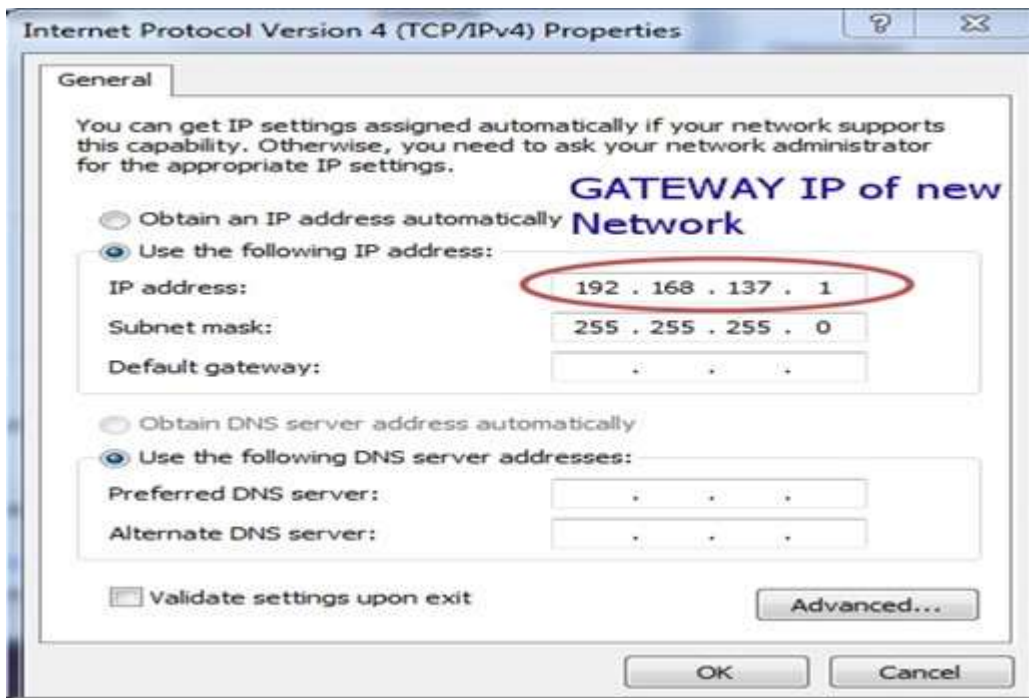 Internet Protocol Version 4 (TCP/IPv4) Properties
General
You can get IP settings assigned automatically if your network supports
this capability. Otherwise, you need to ask your network administrator
for the appropriate IP settings.
GATEWAY IP of new
Network
Obtain an IP address automatically
Use the following IP address:
IP address: 192 . 168 . 137 . 1
Subnet mask: 255 . 255 . 255 . 0
Default gateway: . . .
Obtain DNS server address automatically
Use the following DNS server addresses:
Preferred DNS server: . . .
Alternate DNS server: . . .
Validate settings upon exit
Advanced...
OK Cancel